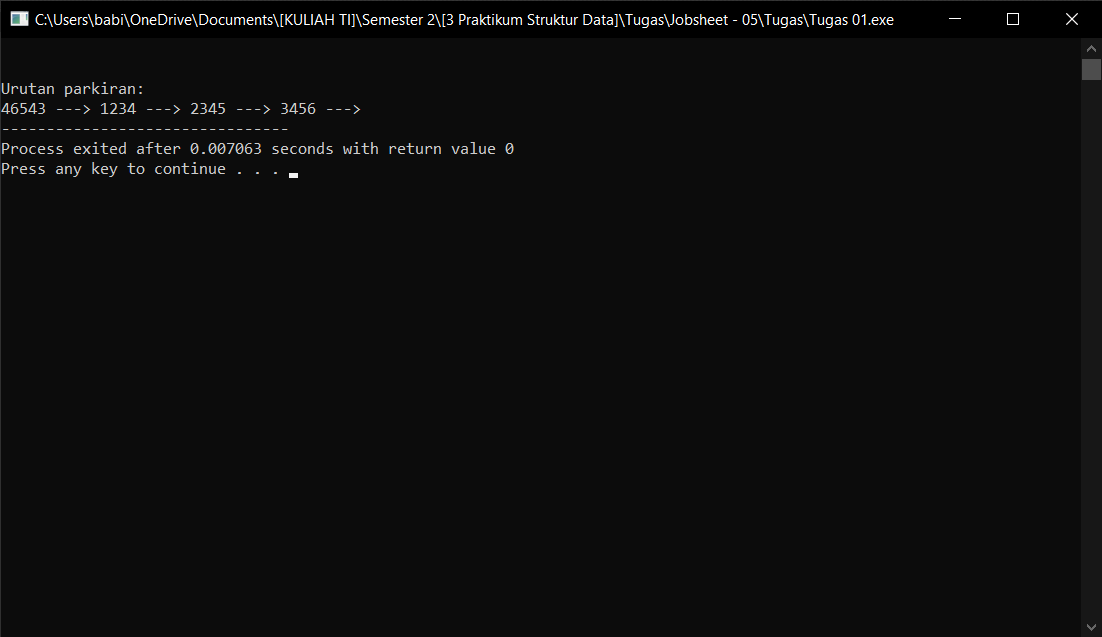 C:\Users\babi\OneDrive\Documents\[KULIAH TI]\Semester 2\[3 Praktikum Struktur Data]\Tugas\Jobsheet - 05\Tugas\Tugas 01.exe
Urutan parkiran:
46543 ---> 1234 ---> 2345 ---> 3456 --->
--------------------------------
Process exited after 0.007063 seconds with return value 0
Press any key to continue . . .